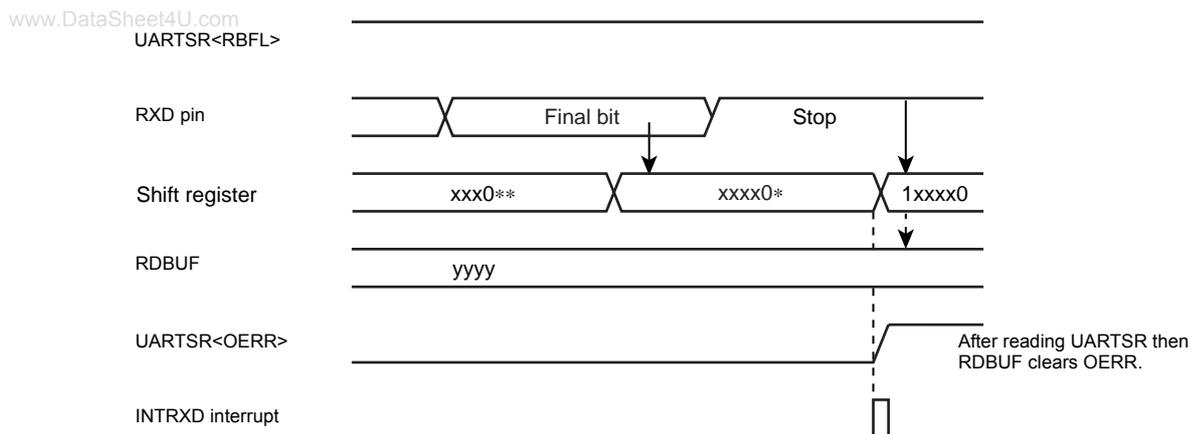 www.DataSheet4U.com
UARTSR<RBFL>
RXD pin
Final bit
Stop
Shift register
xxx0**
xxxx0*
1xxxx0
RDBUF
yyyy
UARTSR<OERR>
After reading UARTSR then
RDBUF clears OERR.
INTRXD interrupt